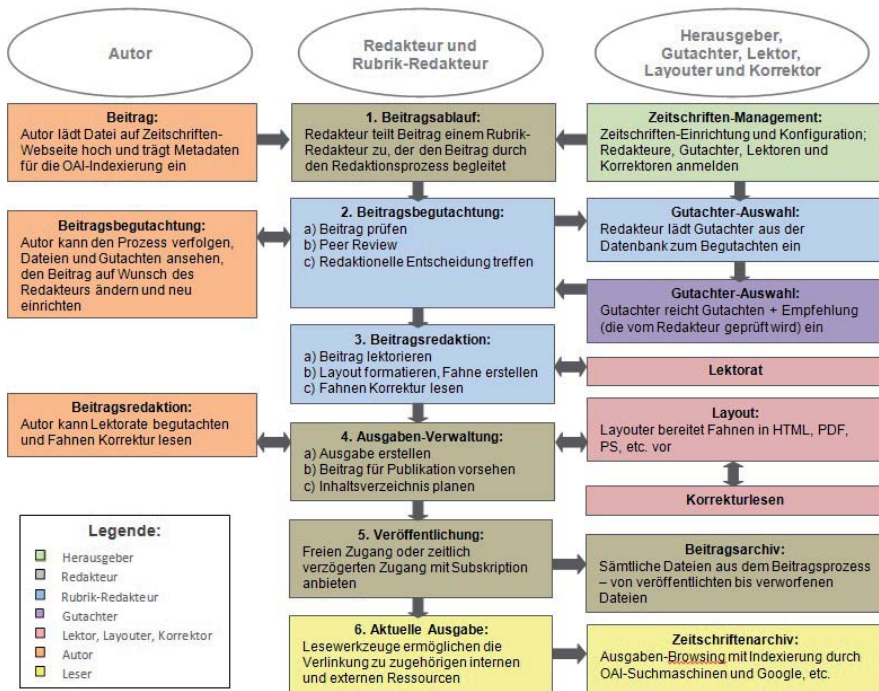 Autor
Redakteur und
Rubrik-Redakteur
Herausgeber,
Gutachter, Lektor,
Layouter und Korrektor
Beitrag:
Autor lädt Datei auf Zeitschriften-
Webseite hoch und trägt Metadaten
für die OAI-Indexierung ein
1. Beitragsablauf:
Redakteur teilt Beitrag einem Rubrik-
Redakteur zu, der den Beitrag durch
den Redaktionsprozess begleitet
Zeitschriften-Management:
Zeitschriften-Einrichtung und Konfiguration;
Redakteure, Gutachter, Lektoren und
Korrektoren anmelden
Beitragsbegutachtung:
Autor kann den Prozess verfolgen,
Dateien und Gutachten ansehen,
den Beitrag auf Wunsch des
Redakteurs ändern und neu
einrichten
2. Beitragsbegutachtung:
a) Beitrag prüfen
b) Peer Review
c) Redaktionelle Entscheidung treffen
Gutachter-Auswahl:
Redakteur lädt Gutachter aus der
Datenbank zum Begutachten ein
Gutachter-Auswahl:
Gutachter reicht Gutachten + Empfehlung
(die vom Redakteur geprüft wird) ein
3. Beitragsredaktion:
a) Beitrag lektorieren
b) Layout formatieren, Fahne erstellen
c) Fahnen Korrektur lesen
Lektorat
Beitragsredaktion:
Autor kann Lektorate begutachten
und Fahnen Korrektur lesen
4. Ausgaben-Verwaltung:
a) Ausgabe erstellen
b) Beitrag für Publikation vorsehen
c) Inhaltsverzeichnis planen
Layout:
Layouter bereitet Fahnen in HTML, PDF,
PS, etc. vor
Korrekturlesen
5. Veröffentlichung:
Freien Zugang oder zeitlich
verzögerten Zugang mit Subskription
anbieten
Beitragsarchiv:
Sämtliche Dateien aus dem Beitragsprozess
– von veröffentlichten bis verworfenen
Dateien
6. Aktuelle Ausgabe:
Lesewerkzeuge ermöglichen die
Verlinkung zu zugehörigen internen
und externen Ressourcen
Zeitschriftenarchiv:
Ausgaben-Browsing mit Indexierung durch
OAI-Suchmaschinen und Google, etc.
Legende:
Herausgeber
Redakteur
Rubrik-Redakteur
Gutachter
Lektor, Layouter, Korrektor
Autor
Leser